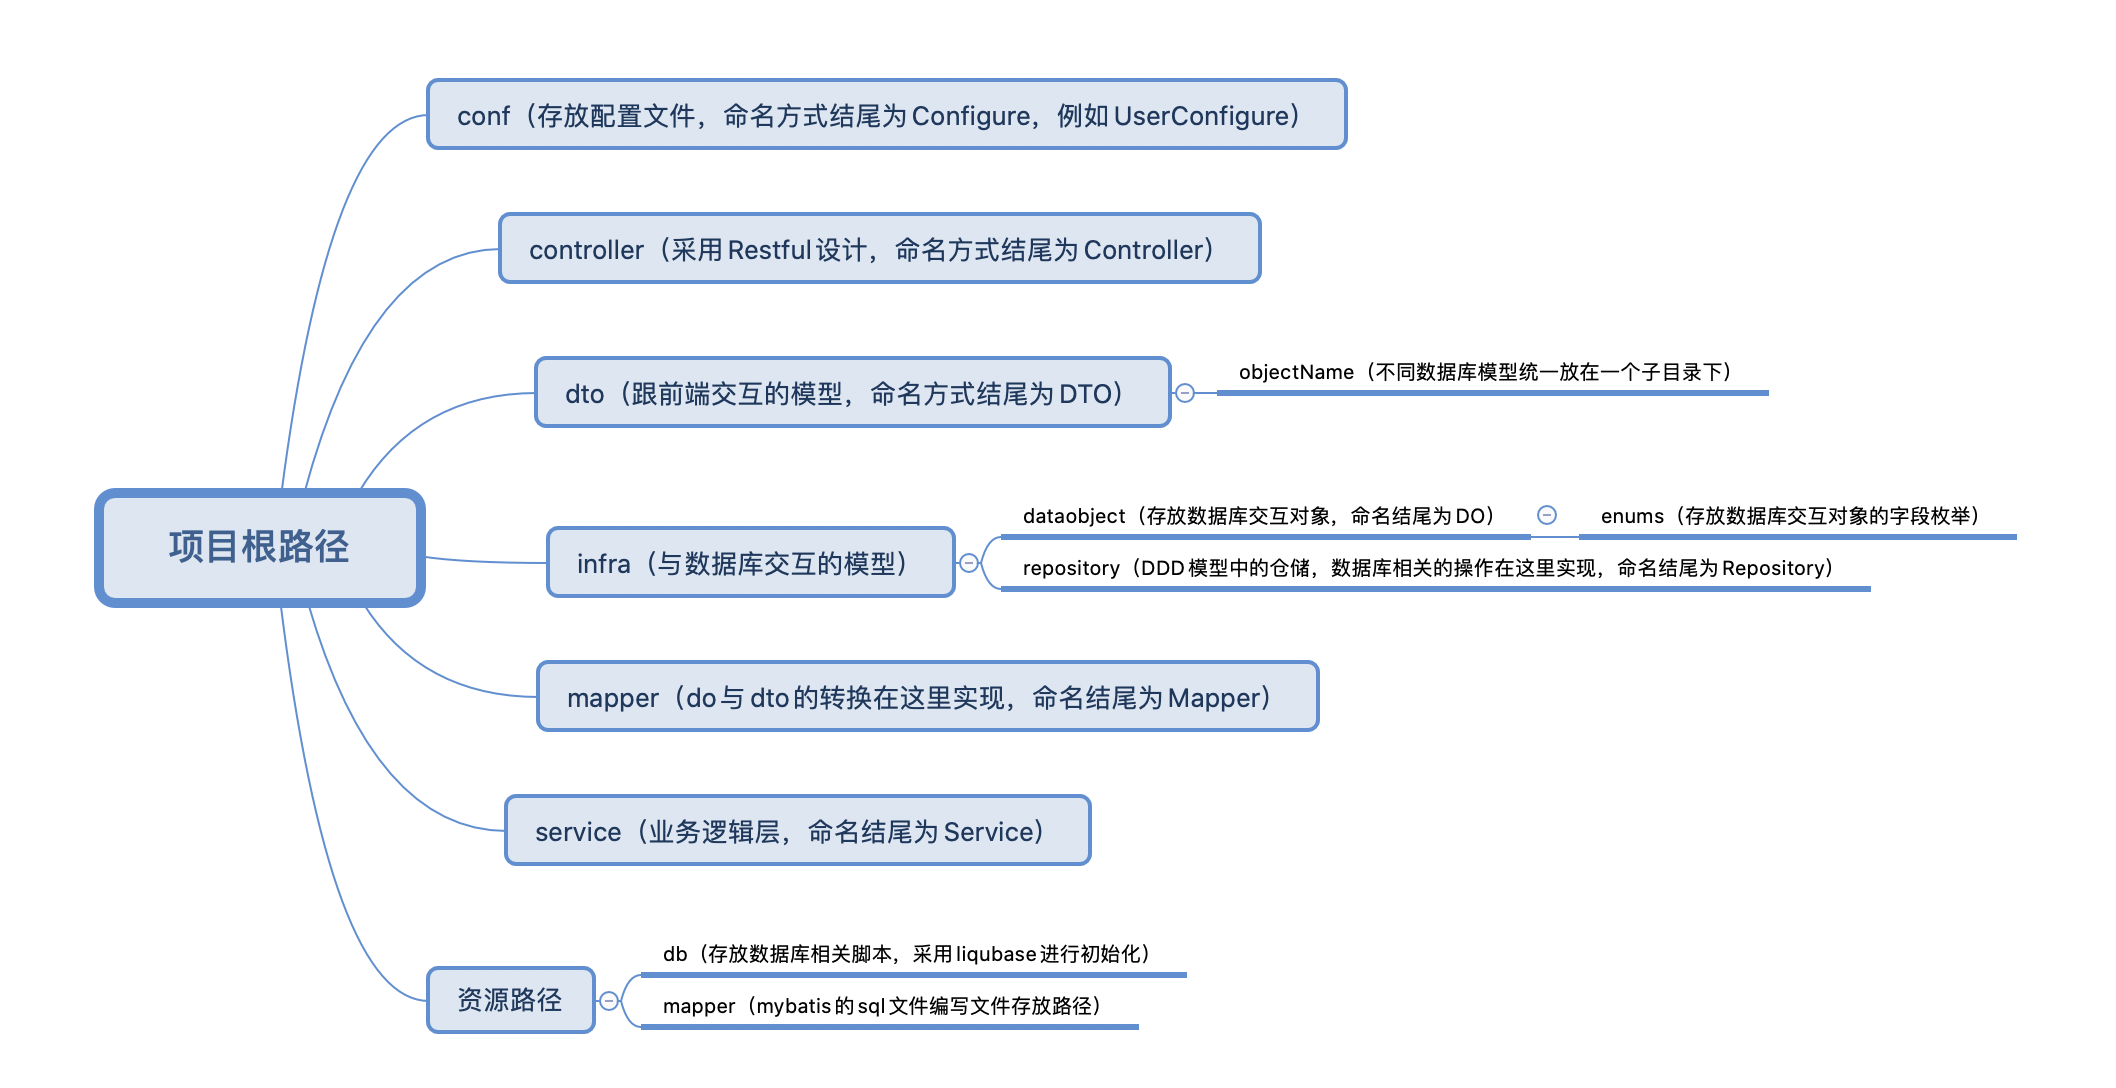 conf（存放配置文件，命名方式结尾为Configure，例如UserConfigure）
controller（采用Restful设计，命名方式结尾为Controller）
dto（跟前端交互的模型，命名方式结尾为DTO）
objectName（不同数据库模型统一放在一个子目录下）
项目根路径
infra（与数据库交互的模型）
dataobject（存放数据库交互对象，命名结尾为DO）
enums（存放数据库交互对象的字段枚举）
repository（DDD模型中的仓储，数据库相关的操作在这里实现，命名结尾为Repository）
mapper（do与dto的转换在这里实现，命名结尾为Mapper）
service（业务逻辑层，命名结尾为Service）
资源路径
db（存放数据库相关脚本，采用liqubase进行初始化）
mapper（mybatis的sql文件编写文件存放路径）